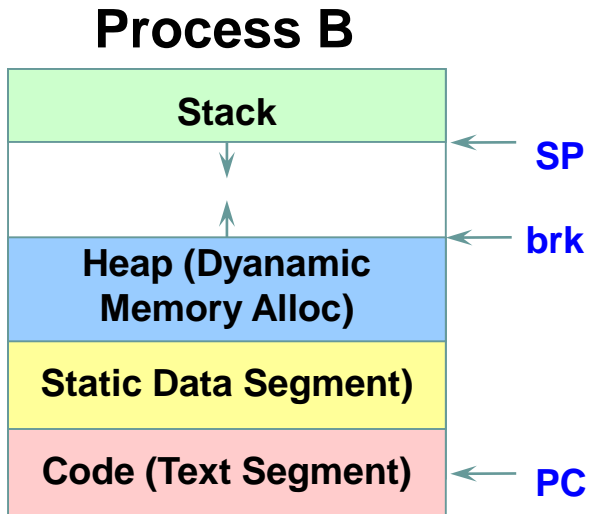 Process B
Stack
SP
brk
Heap (Dyanamic
Memory Alloc)
Static Data Segment)
Code (Text Segment)
PC